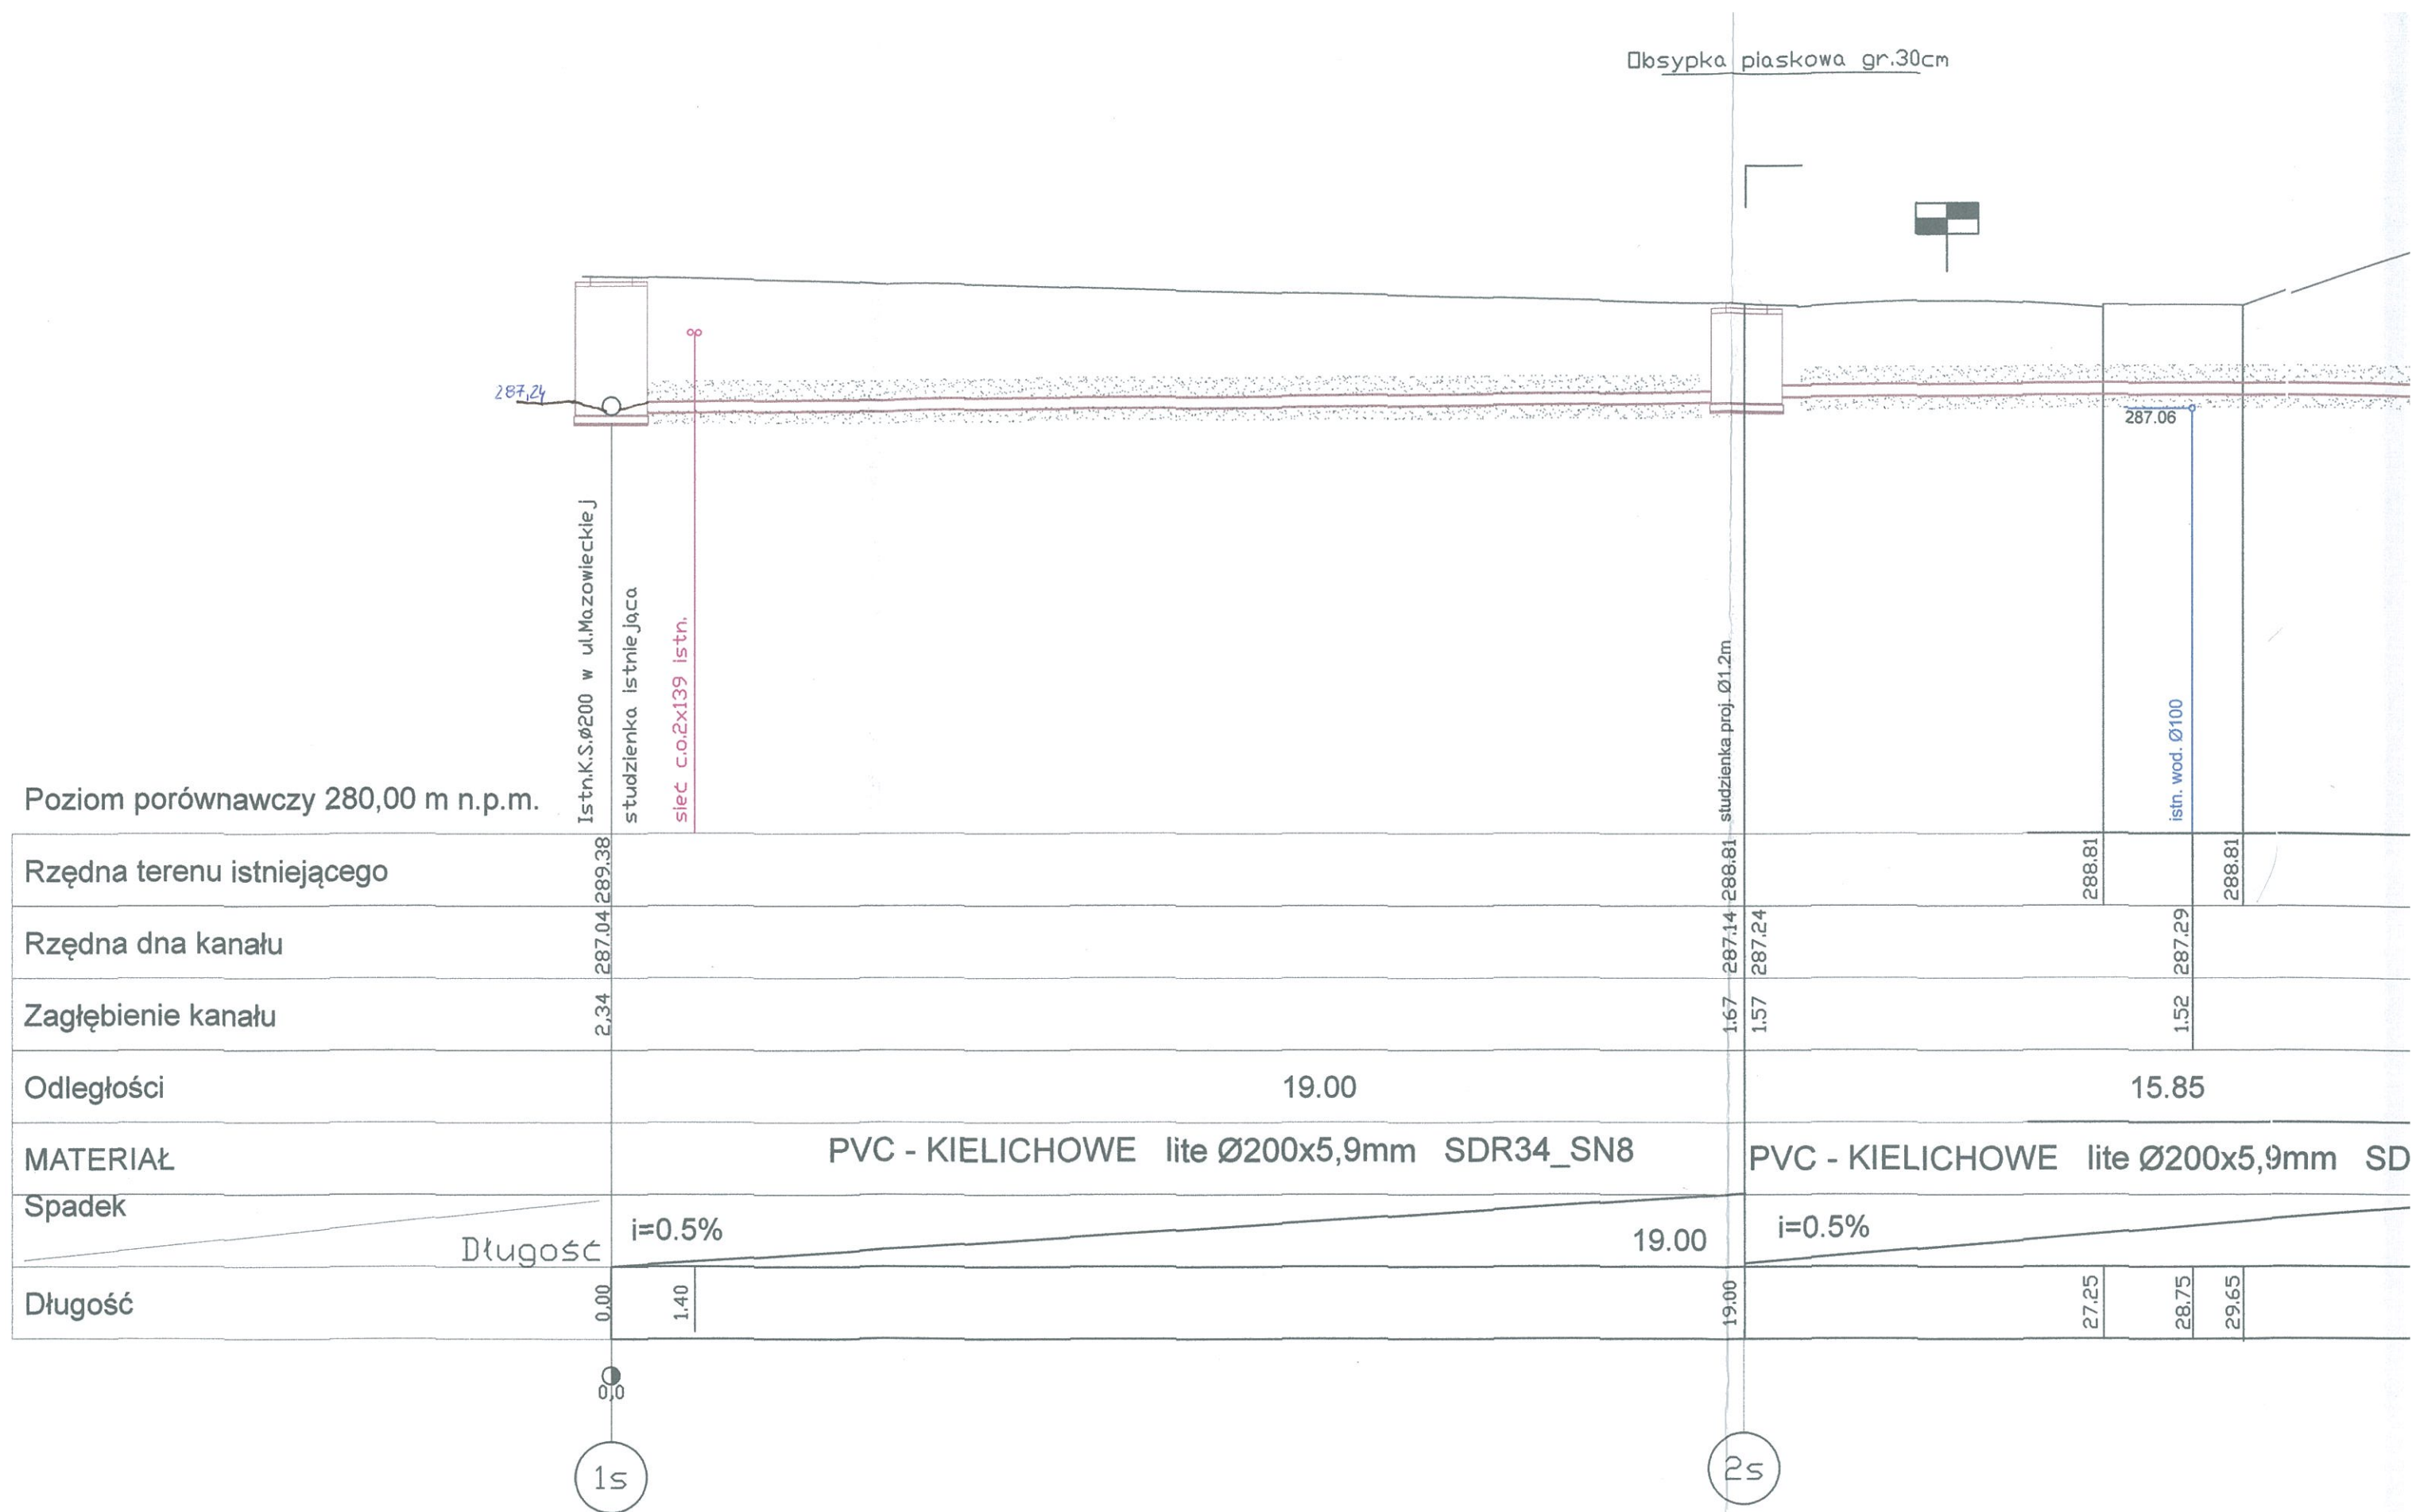 Obsypka piaskowa gr.30cm
287,24
287.06
Istn.K.S.ø200 w ul.Mazowieckiej
studzienka istniejąca
sieć c.o.2x139 istn.
studzienka proj. Ø1.2m
istn. wod. Ø100
Poziom porównawczy 280,00 m n.p.m.
Rzędna terenu istniejącego 289.38 288.81 288.81 288.81
Rzędna dna kanału 287.04 287.14 287.24 287.29
Zagłębienie kanału 2,34 1.67 1.57 1.52
Odległości 19.00 15.85
MATERIAŁ PVC - KIELICHOWE lite Ø200x5,9mm SDR34_SN8 PVC - KIELICHOWE lite Ø200x5,9mm SD
Spadek
Długość i=0.5% 19.00 i=0.5%
Długość 0,00 1.40 19.00 27.25 28.75 29.65
0,0
1s 2s